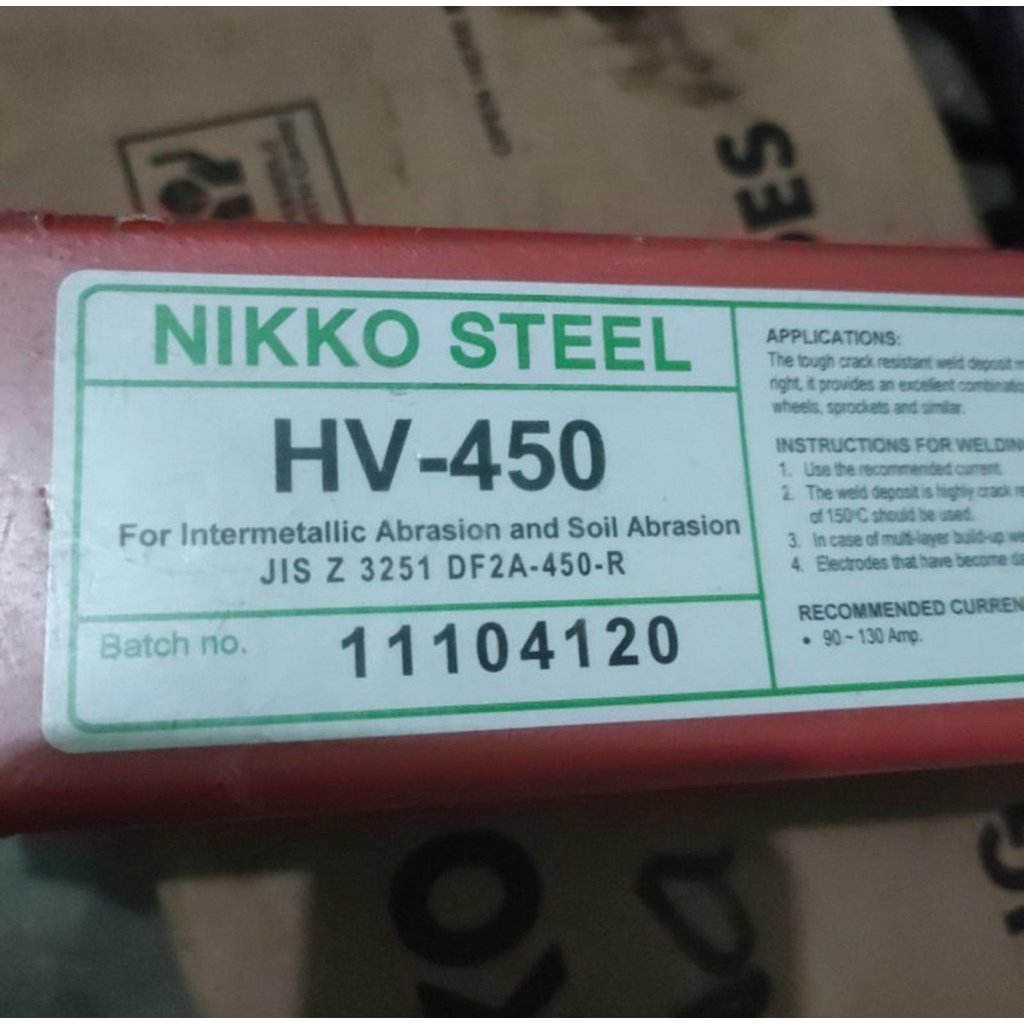 DES
NIKKO STEEL
HV-450
For Intermetallic Abrasion and Soil Abrasion
JIS Z 3251 DF2A-450-R
Batch no. 11104120
APPLICATIONS:
The tough crack resistant weld deposit
right, it provides an excellent
wheels, sprockets and similar.
INSTRUCTIONS FOR WELDING
1. Use the recommended current.
2. The weld deposit is highly crack
of 150°C should be used.
3. In case of multi-layer build-up
4. Electrodes that have become
RECOMMENDED
• 90 ~ 130 Amp.
KO